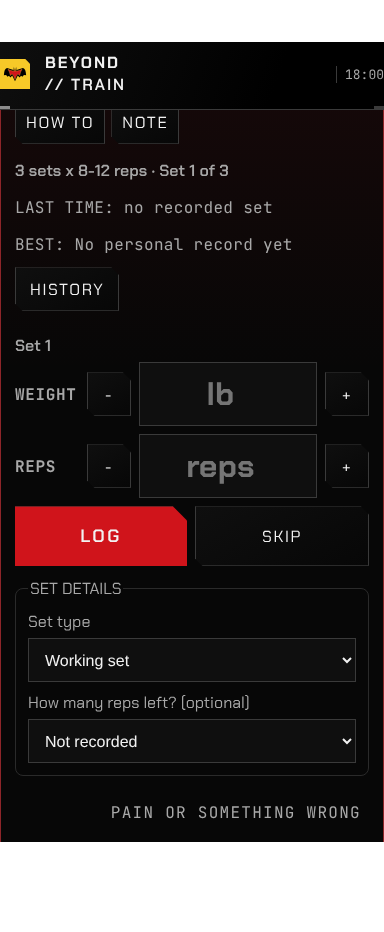 BEYOND
// TRAIN
18:00
HOW TO
NOTE
3 sets x 8-12 reps · Set 1 of 3
LAST TIME: no recorded set
BEST: No personal record yet
HISTORY
Set 1
WEIGHT - lb +
REPS - reps +
LOG
SKIP
SET DETAILS
Set type
Working set
How many reps left? (optional)
Not recorded
PAIN OR SOMETHING WRONG